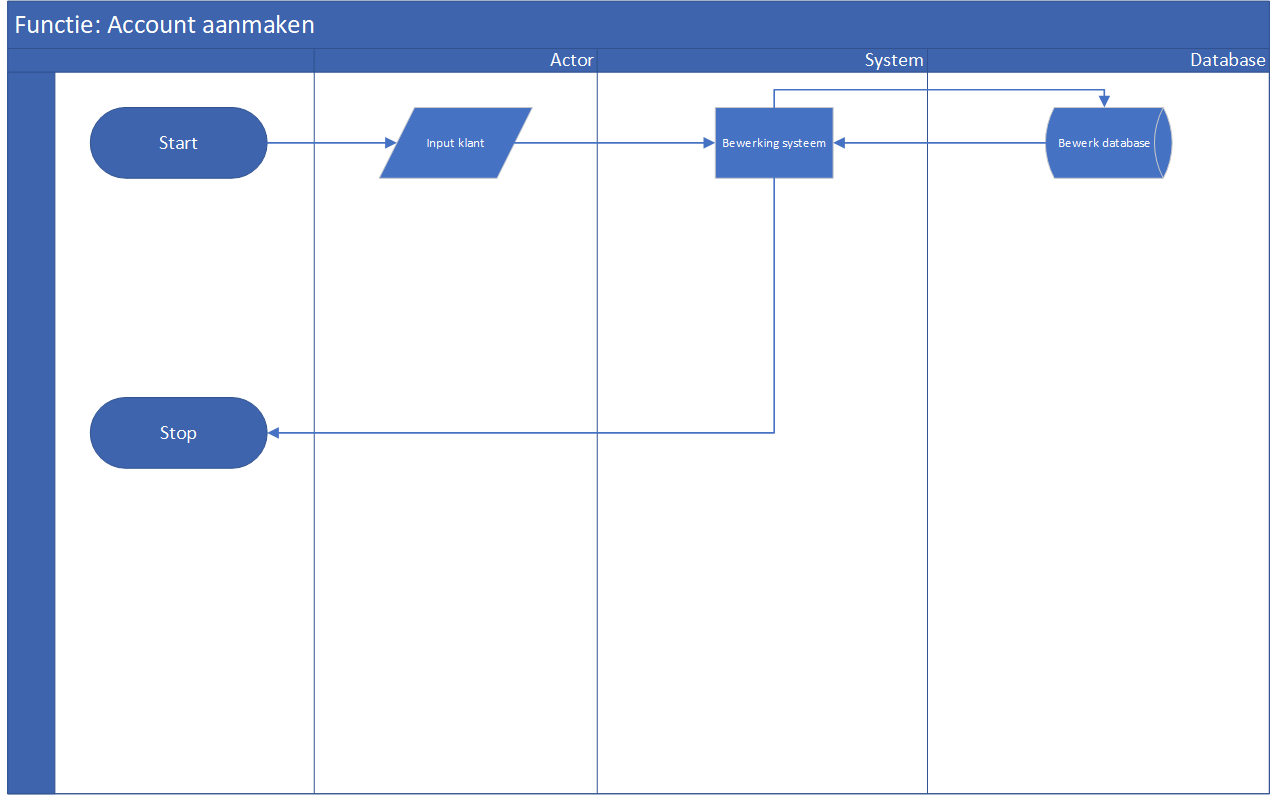 Functie: Account aanmaken
Actor
System
Database
Start
Input klant
Bewerking systeem
Bewerk database
Stop